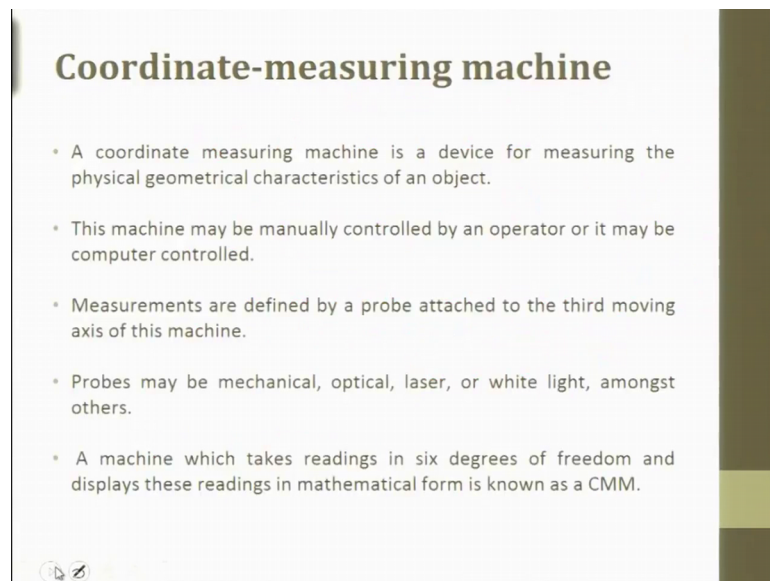 Coordinate-measuring machine
• A coordinate measuring machine is a device for measuring the
physical geometrical characteristics of an object.
• This machine may be manually controlled by an operator or it may be
computer controlled.
• Measurements are defined by a probe attached to the third moving
axis of this machine.
• Probes may be mechanical, optical, laser, or white light, amongst
others.
• A machine which takes readings in six degrees of freedom and
displays these readings in mathematical form is known as a CMM.